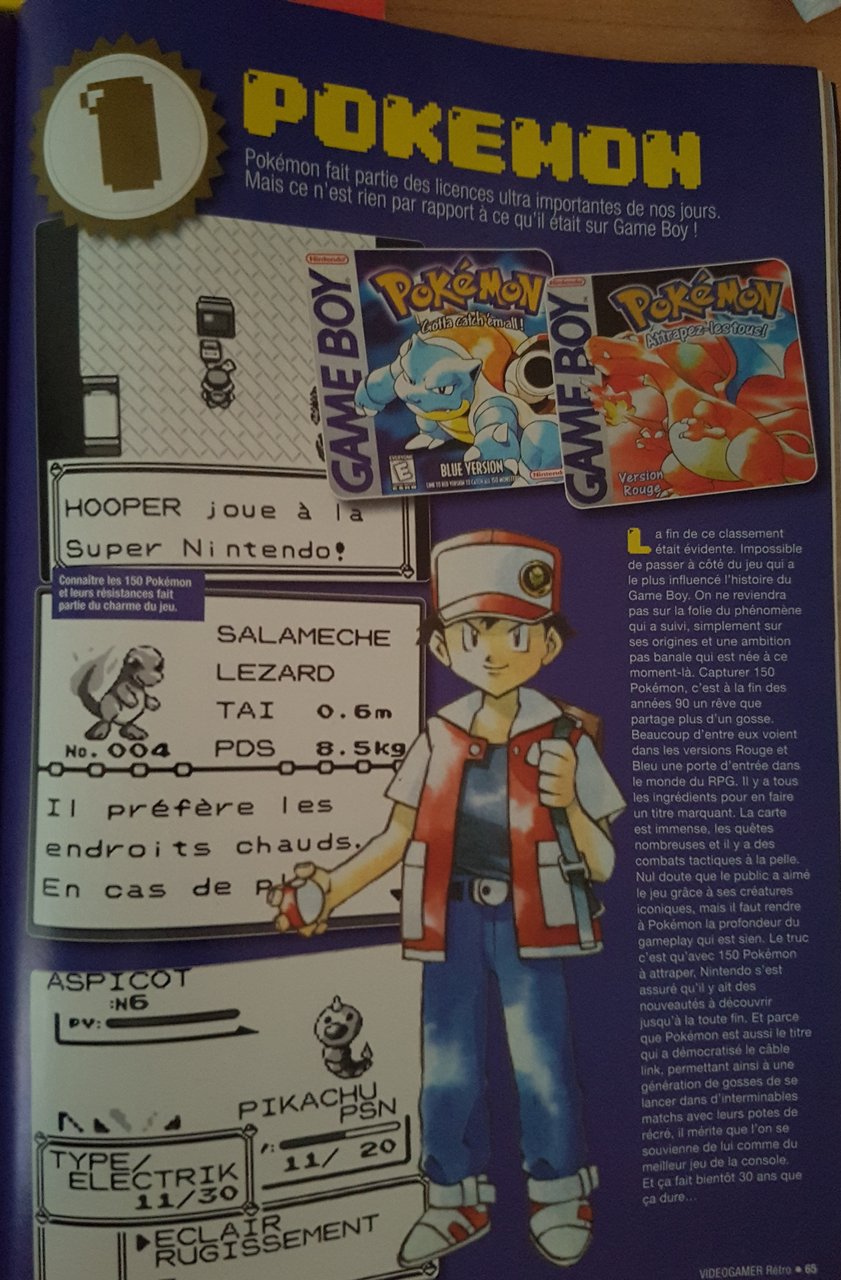 1
POKEMON
Pokémon fait partie des licences ultra importantes de nos jours.
Mais ce n'est rien par rapport à ce qu'il était sur Game Boy !
Nintendo
GAME BOY
POKéMON
Gotta catch 'em all!
EVERYONE
E
BLUE VERSION
LINK TO RED VERSION TO CATCH ALL 150 MONSTERS
Nintendo
Nintendo
GAME BOY
POKéMON
Attrapez-les tous!
Version
Rouge
HOOPER joue à la
Super Nintendo!
Connaître les 150 Pokémon
et leurs résistances fait
partie du charme du jeu.
SALAMECHE
LEZARD
TAI 0.6m
No.004 PDS 8.5kg
Il préfère les
endroits chauds.
En cas de
ASPICOT
:N6
PV:
PIKACHU
PSN
11/ 20
TYPE/
ELECTRIK
11/30
▶ECLAIR
RUGISSEMENT
La fin de ce classement
était évidente. Impossible
de passer à côté du jeu qui a
le plus influencé l'histoire du
Game Boy. On ne reviendra
pas sur la folie du phénomène
qui a suivi, simplement sur
ses origines et une ambition
pas banale qui est née à ce
moment-là. Capturer 150
Pokémon, c'est à la fin des
années 90 un rêve que
partage plus d'un gosse.
Beaucoup d'entre eux voient
dans les versions Rouge et
Bleu une porte d'entrée dans
le monde du RPG. Il y a tous
les ingrédients pour en faire
un titre marquant. La carte
est immense, les quêtes
nombreuses et il y a des
combats tactiques à la pelle.
Nul doute que le public a aimé
le jeu grâce à ses créatures
iconiques, mais il faut rendre
à Pokémon la profondeur du
gameplay qui est sien. Le truc
c'est qu'avec 150 Pokémon
à attraper, Nintendo s'est
assuré qu'il y ait des
nouveautés à découvrir
jusqu'à la toute fin. Et parce
que Pokémon est aussi le titre
qui a démocratisé le câble
link, permettant ainsi à une
génération de gosses de se
lancer dans d'interminables
matchs avec leurs potes de
récré, il mérite que l'on se
souvienne de lui comme du
meilleur jeu de la console.
Et ça fait bientôt 30 ans que
ça dure...
VIDEOGAMER Rétro • 65